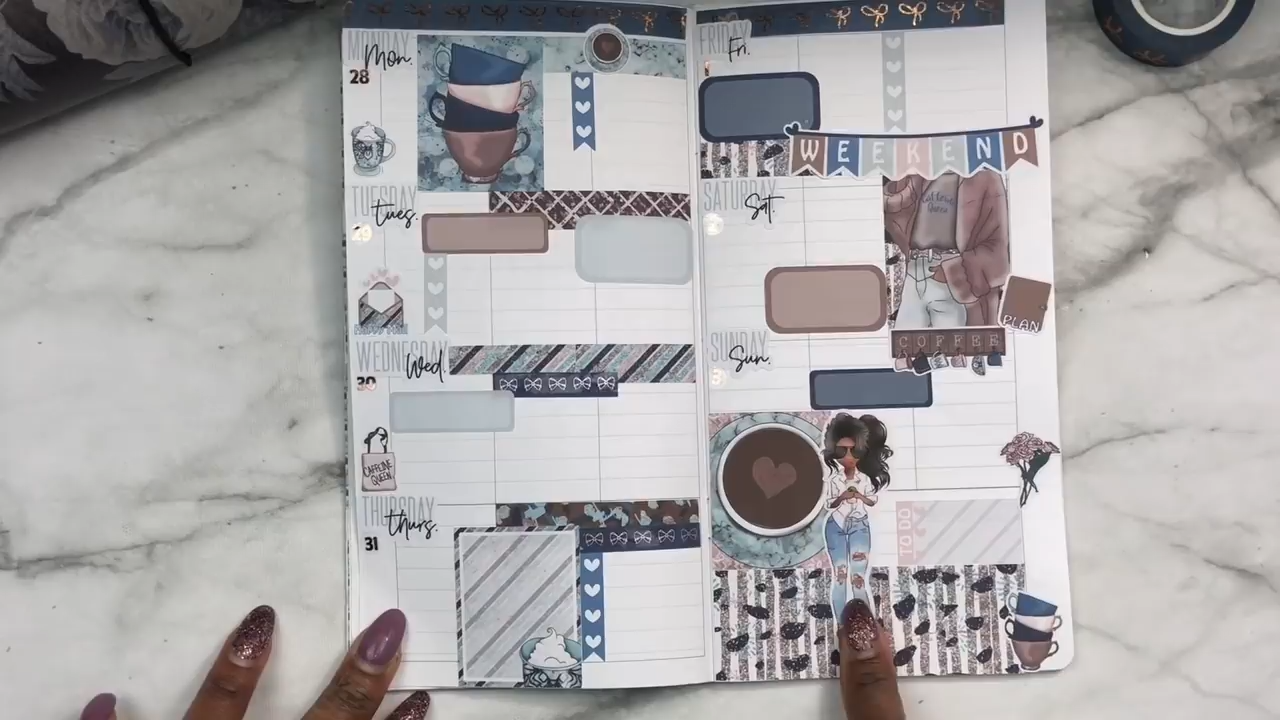 MONDAY
Mon.
28
TUESDAY
tues.
29
WEDNESDAY
Wed.
30
CAFFEINE
QUEEN
THURSDAY
thurs.
31
FRIDAY
Fri.
WEEKEND
SATURDAY
Sat.
PLAN
COFFEE
SUNDAY
Sun.
TO DO